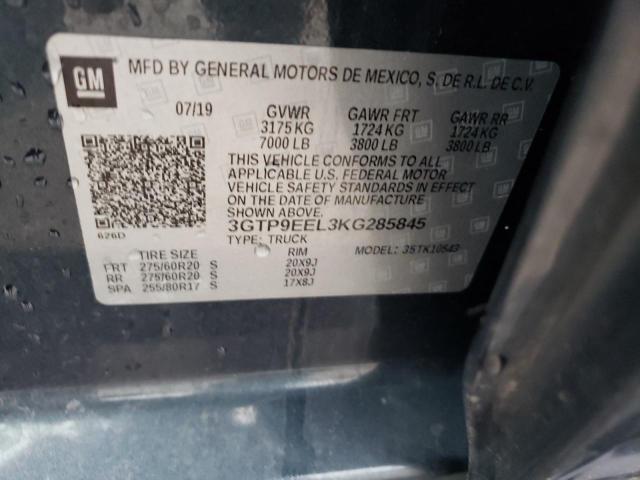 GM MFD BY GENERAL MOTORS DE MEXICO, S. DE R.L. DE C.V.
07/19 GVWR GAWR FRT GAWR RR
3175 KG 1724 KG 1724 KG
7000 LB 3800 LB 3800 LB
THIS VEHICLE CONFORMS TO ALL
APPLICABLE U.S. FEDERAL MOTOR
VEHICLE SAFETY STANDARDS IN EFFECT
ON THE DATE OF MANUFACTURE
SHOWN ABOVE.
3GTP9EEL3KG285845
626D TYPE: TRUCK MODEL: 3STK10543
TIRE SIZE RIM
FRT 275/60R20 S 20X9J
RR 275/60R20 S 20X9J
SPA 255/80R17 S 17X8J